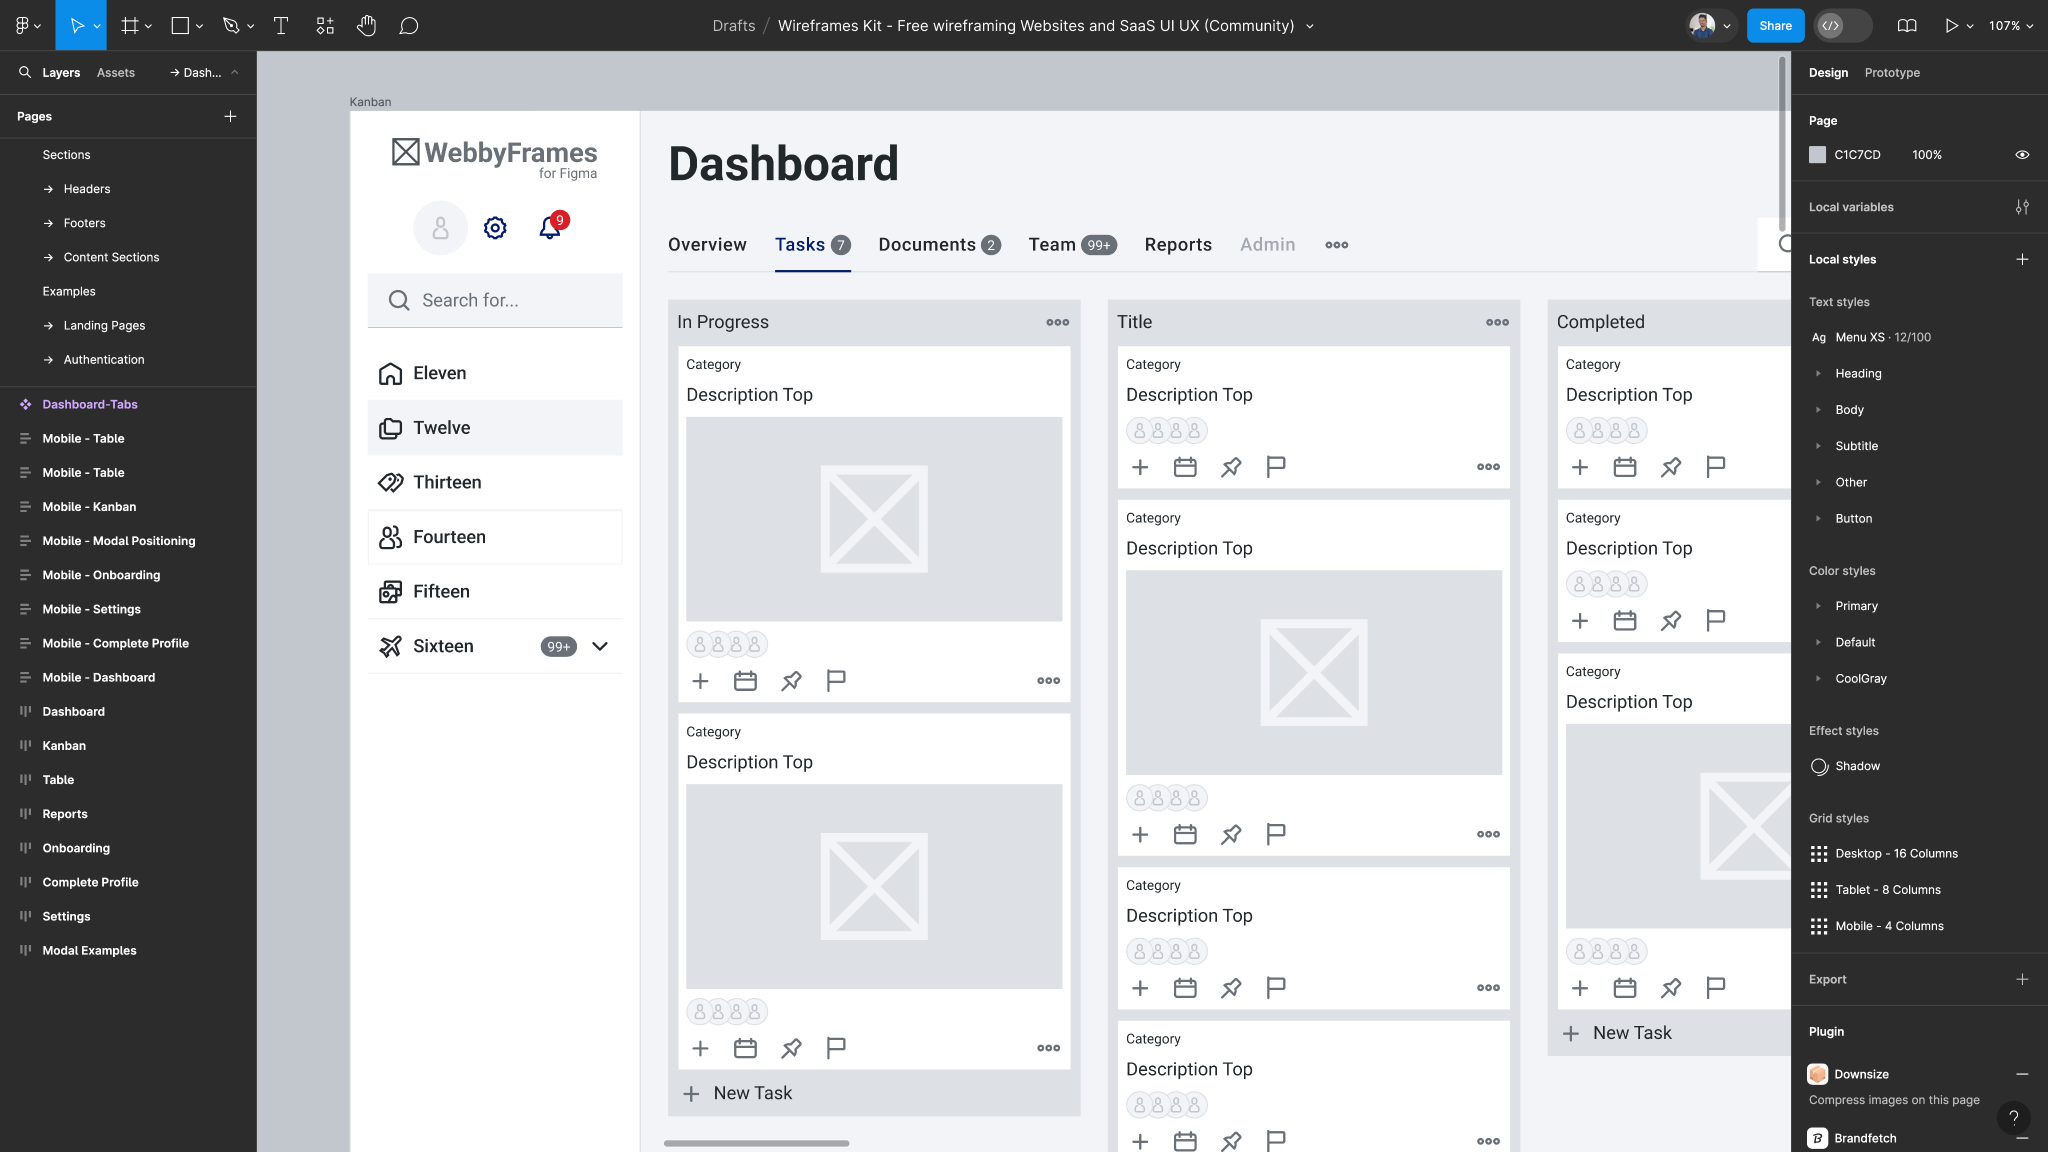 Drafts / Wireframes Kit - Free wireframing Websites and SaaS UI UX (Community)
Share
107%
Layers
Assets
→ Dash...
Pages
Sections
→ Headers
→ Footers
→ Content Sections
Examples
→ Landing Pages
→ Authentication
Dashboard-Tabs
Mobile - Table
Mobile - Table
Mobile - Kanban
Mobile - Modal Positioning
Mobile - Onboarding
Mobile - Settings
Mobile - Complete Profile
Mobile - Dashboard
Dashboard
Kanban
Table
Reports
Onboarding
Complete Profile
Settings
Modal Examples
Kanban
WebbyFrames
for Figma
9
Search for...
Eleven
Twelve
Thirteen
Fourteen
Fifteen
Sixteen 99+
Dashboard
Overview Tasks 7 Documents 2 Team 99+ Reports Admin
In Progress
Category
Description Top
Category
Description Top
New Task
Title
Category
Description Top
Category
Description Top
Category
Description Top
Category
Description Top
Completed
Category
Description Top
Category
Description Top
Category
Description Top
New Task
Design
Prototype
Page
C1C7CD 100%
Local variables
Local styles
Text styles
Ag Menu XS · 12/100
Heading
Body
Subtitle
Other
Button
Color styles
Primary
Default
CoolGray
Effect styles
Shadow
Grid styles
Desktop - 16 Columns
Tablet - 8 Columns
Mobile - 4 Columns
Export
Plugin
Downsize
Compress images on this page
?
Brandfetch